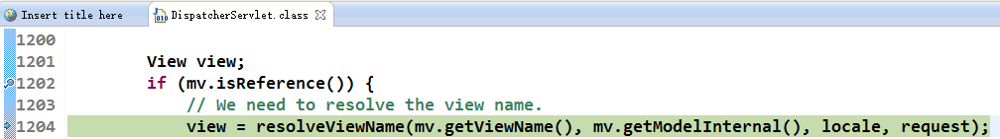 Insert title here DispatcherServlet.class
1200
1201 View view;
1202 if (mv.isReference()) {
1203 // We need to resolve the view name.
1204 view = resolveViewName(mv.getViewName(), mv.getModelInternal(), locale, request);